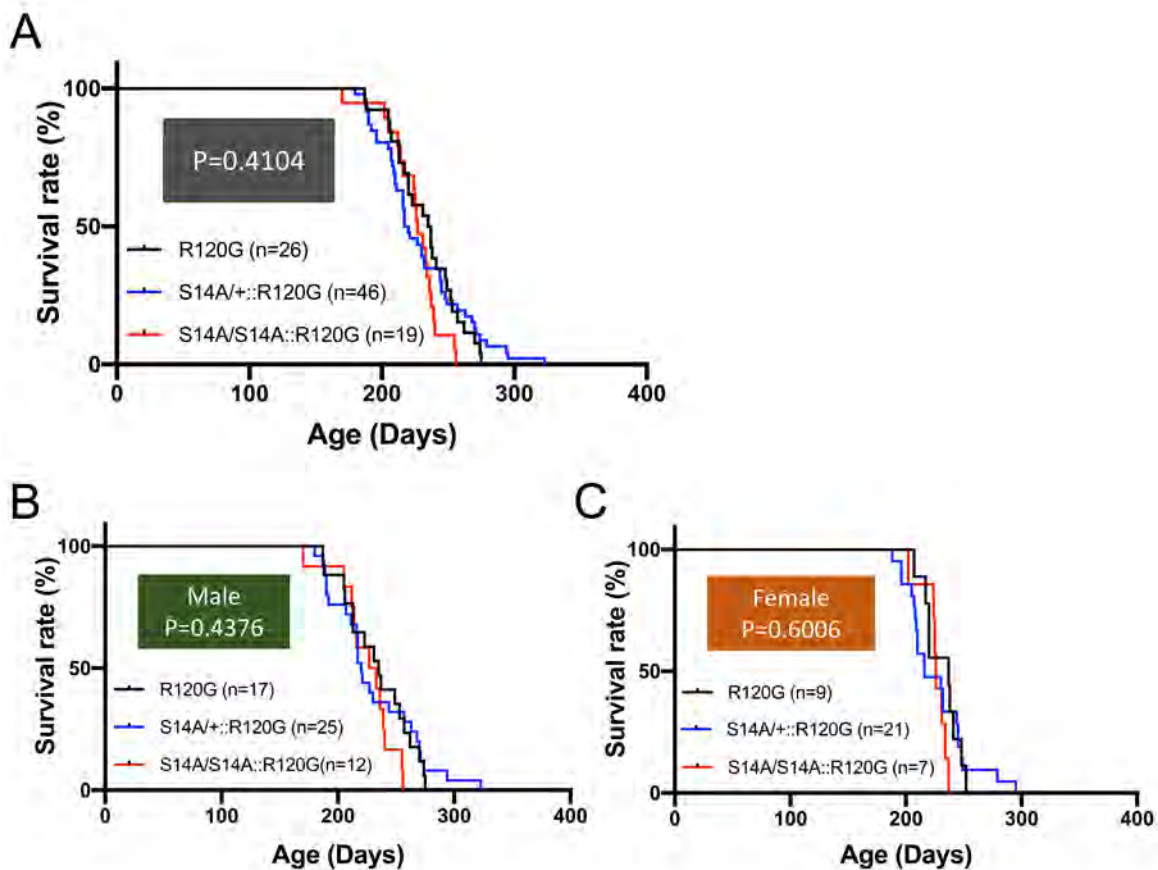 A
Survival rate (%)
100
50
0
P=0.4104
R120G (n=26)
S14A/+::R120G (n=46)
S14A/S14A::R120G (n=19)
0 100 200 300 400
Age (Days)
B
Survival rate (%)
100
50
0
Male
P=0.4376
R120G (n=17)
S14A/+::R120G (n=25)
S14A/S14A::R120G(n=12)
0 100 200 300 400
Age (Days)
C
Survival rate (%)
100
50
0
Female
P=0.6006
R120G (n=9)
S14A/+::R120G (n=21)
S14A/S14A::R120G (n=7)
0 100 200 300 400
Age (Days)